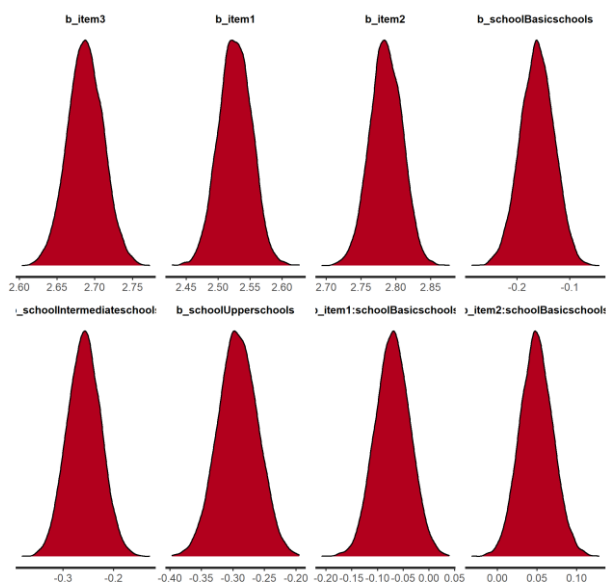 b_item3 b_item1 b_item2 b_schoolBasicschools
2.60 2.65 2.70 2.75 2.45 2.50 2.55 2.60 2.70 2.75 2.80 2.85 -0.2 -0.1
_schoolIntermediateschools b_schoolUpperschools _item1:schoolBasicschools _item2:schoolBasicschools
-0.3 -0.2 -0.40 -0.35 -0.30 -0.25 -0.20 -0.20 -0.15 -0.10 -0.05 0.00 0.05 0.00 0.05 0.10